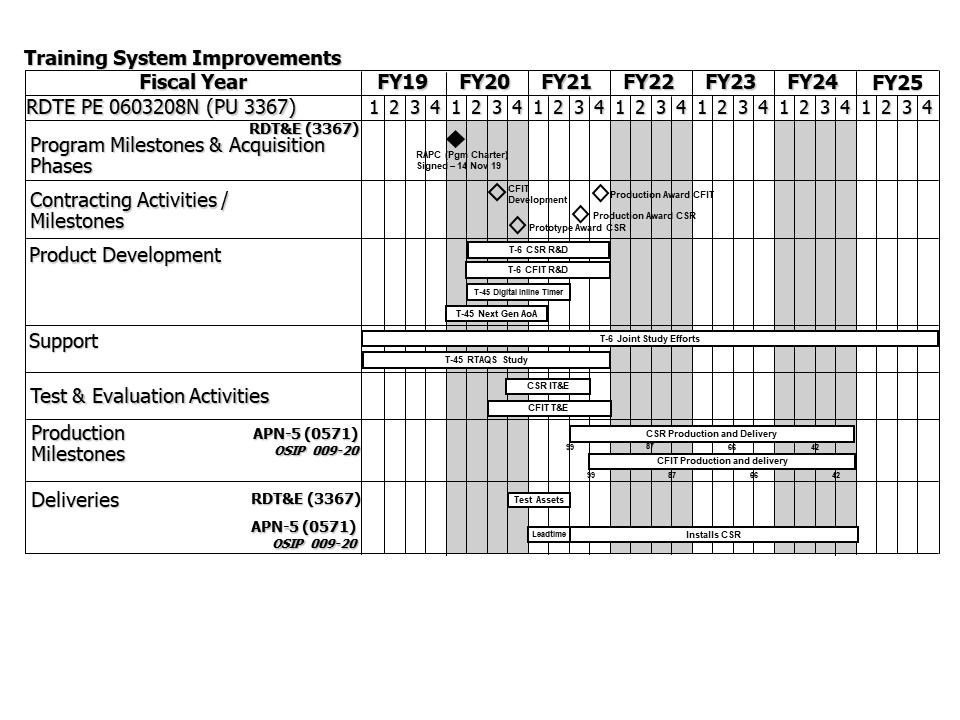 Training System Improvements
Fiscal Year FY19 FY20 FY21 FY22 FY23 FY24 FY25
RDTE PE 0603208N (PU 3367) 1 2 3 4 1 2 3 4 1 2 3 4 1 2 3 4 1 2 3 4 1 2 3 4 1 2 3 4
RDT&E (3367)
Program Milestones & Acquisition
Phases
RAPC (Pgm Charter)
Signed – 14 Nov 19
Contracting Activities /
Milestones
CFIT
Development
Production Award CFIT
Production Award CSR
Prototype Award CSR
Product Development
T-6 CSR R&D
T-6 CFIT R&D
T-45 Digital Inline Timer
T-45 Next Gen AoA
Support
T-6 Joint Study Efforts
T-45 RTAQS Study
Test & Evaluation Activities
CSR IT&E
CFIT T&E
Production
Milestones
APN-5 (0571)
OSIP 009-20
CSR Production and Delivery
99 87 66 42
CFIT Production and delivery
99 87 66 42
Deliveries
RDT&E (3367)
Test Assets
APN-5 (0571)
OSIP 009-20
Leadtime
Installs CSR